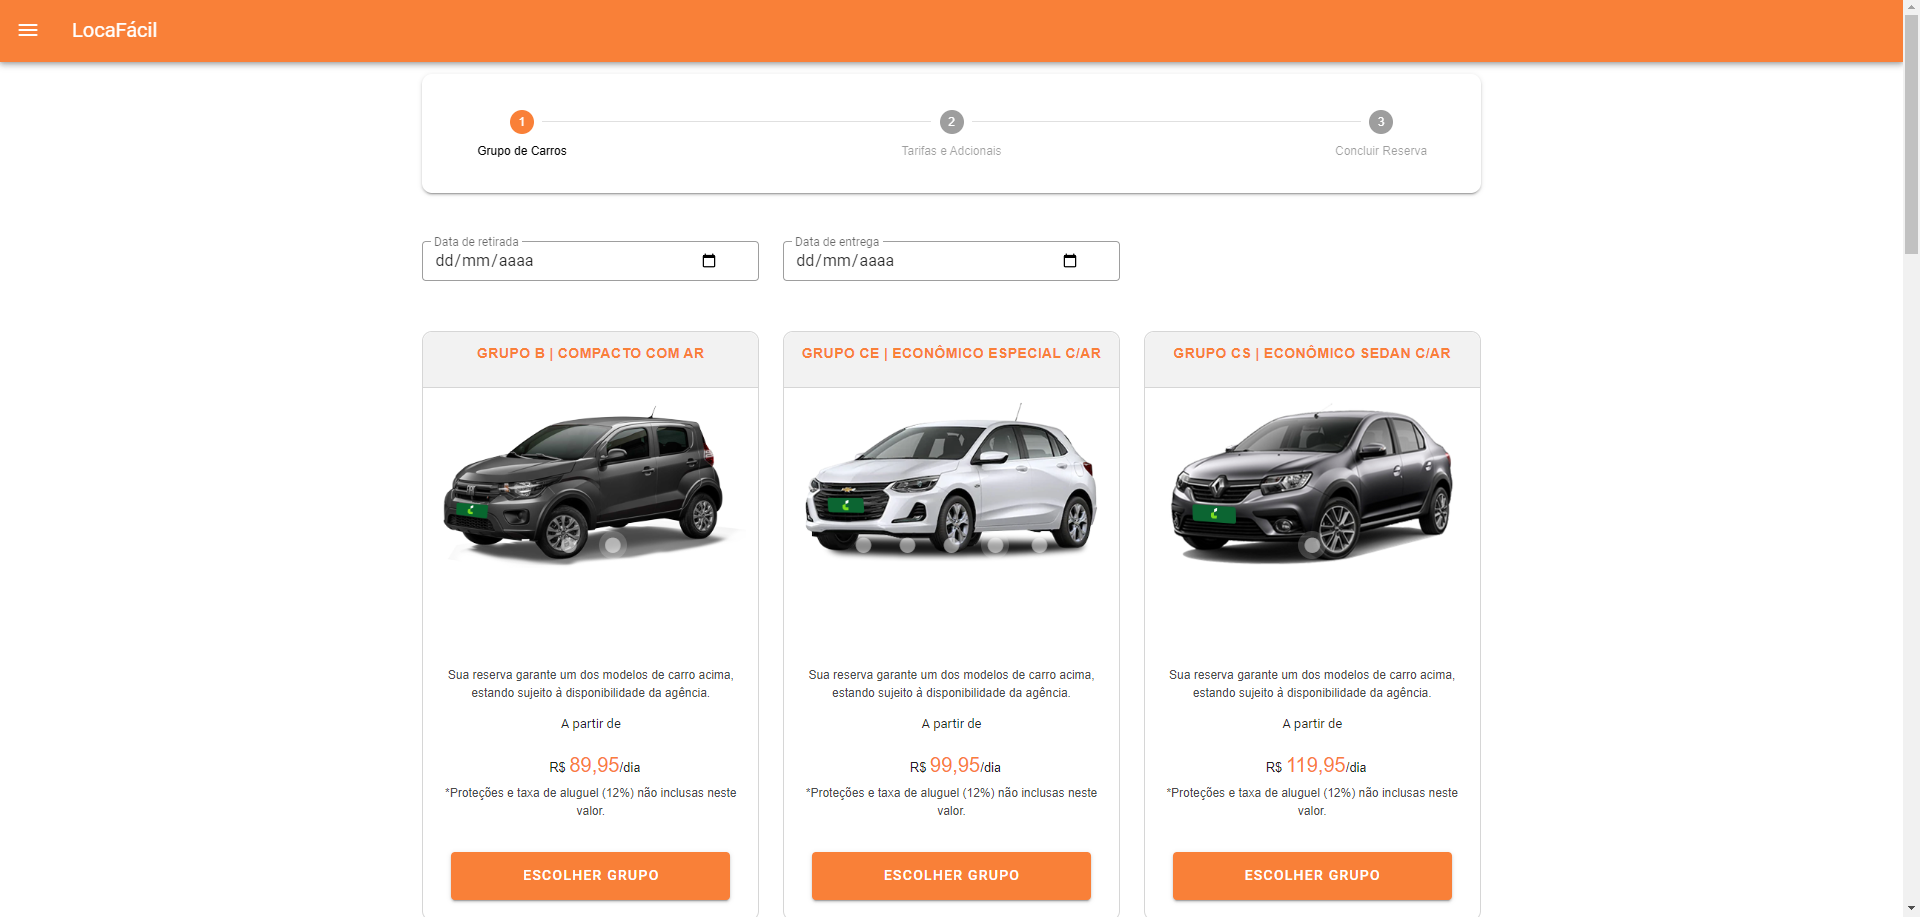 LocaFácil
1
2
3
Grupo de Carros
Tarifas e Adcionais
Concluir Reserva
Data de retirada
Data de entrega
dd/mm/aaaa
dd/mm/aaaa
GRUPO B | COMPACTO COM AR
GRUPO CE | ECONÔMICO ESPECIAL C/AR
GRUPO CS | ECONÔMICO SEDAN C/AR
Sua reserva garante um dos modelos de carro acima,
estando sujeito à disponibilidade da agência.
A partir de
R$ 89,95/dia
*Proteções e taxa de aluguel (12%) não inclusas neste
valor.
ESCOLHER GRUPO
Sua reserva garante um dos modelos de carro acima,
estando sujeito à disponibilidade da agência.
A partir de
R$ 99,95/dia
*Proteções e taxa de aluguel (12%) não inclusas neste
valor.
ESCOLHER GRUPO
Sua reserva garante um dos modelos de carro acima,
estando sujeito à disponibilidade da agência.
A partir de
R$ 119,95/dia
*Proteções e taxa de aluguel (12%) não inclusas neste
valor.
ESCOLHER GRUPO